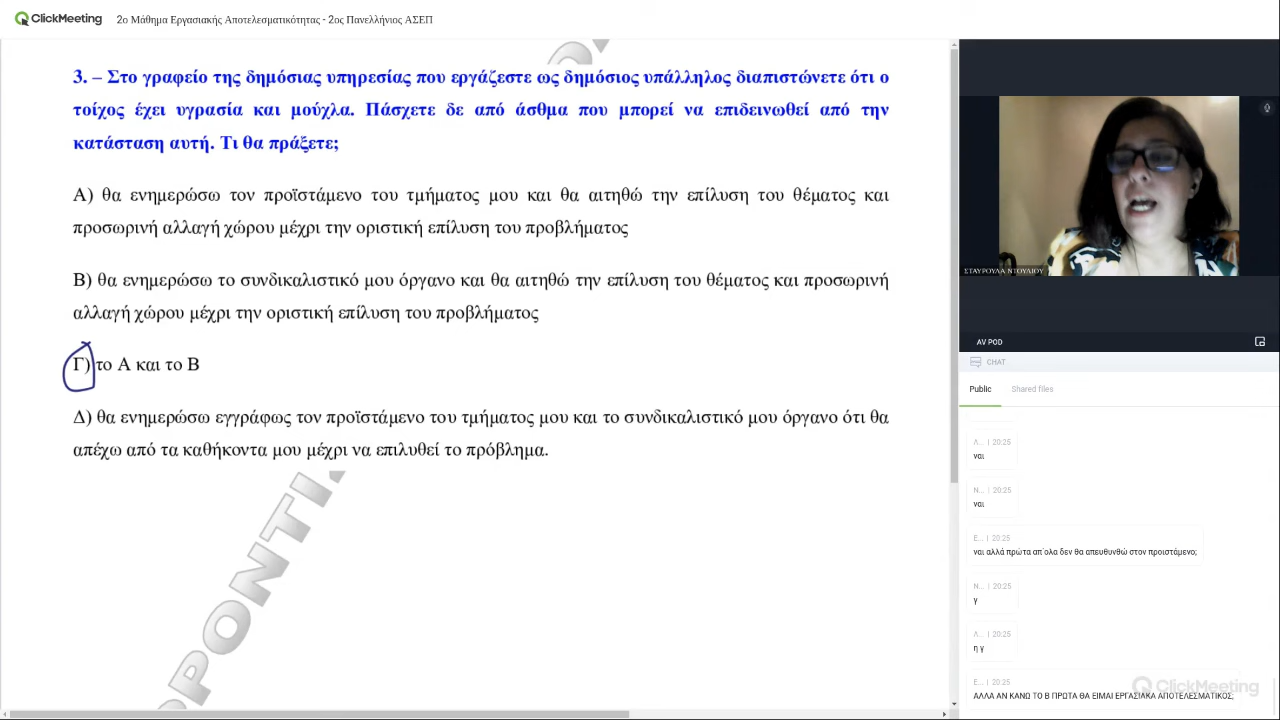 ClickMeeting
2ο Μάθημα Εργασιακής Αποτελεσματικότητας - 2ος Πανελλήνιος ΑΣΕΠ
3. – Στο γραφείο της δημόσιας υπηρεσίας που εργάζεστε ως δημόσιος υπάλληλος διαπιστώνετε ότι ο
τοίχος έχει υγρασία και μούχλα. Πάσχετε δε από άσθμα που μπορεί να επιδεινωθεί από την
κατάσταση αυτή. Τι θα πράξετε;
Α) θα ενημερώσω τον προϊστάμενο του τμήματος μου και θα αιτηθώ την επίλυση του θέματος και
προσωρινή αλλαγή χώρου μέχρι την οριστική επίλυση του προβλήματος
Β) θα ενημερώσω το συνδικαλιστικό μου όργανο και θα αιτηθώ την επίλυση του θέματος και προσωρινή
αλλαγή χώρου μέχρι την οριστική επίλυση του προβλήματος
Γ) το Α και το Β
Δ) θα ενημερώσω εγγράφως τον προϊστάμενο του τμήματος μου και το συνδικαλιστικό μου όργανο ότι θα
απέχω από τα καθήκοντα μου μέχρι να επιλυθεί το πρόβλημα.
ΡΟΝΤΙ
ΣΤΑΥΡΟΥΛΑ ΝΤΟΥΛΙΟΥ
AV POD
CHAT
Public
Shared files
Λ... | 20:25
ναι
Ν... | 20:25
ναι
Ε... | 20:25
ναι αλλά πρώτα απ΄ολα δεν θα απευθυνθώ στον προιστάμενο;
Ν... | 20:25
γ
Λ... | 20:25
η γ
Ε... | 20:25
ΑΛΛΑ ΑΝ ΚΑΝΩ ΤΟ Β ΠΡΩΤΑ ΘΑ ΕΙΜΑΙ ΕΡΓΑΣΙΑΚΑ ΑΠΟΤΕΛΕΣΜΑΤΙΚΟΣ;
ClickMeeting